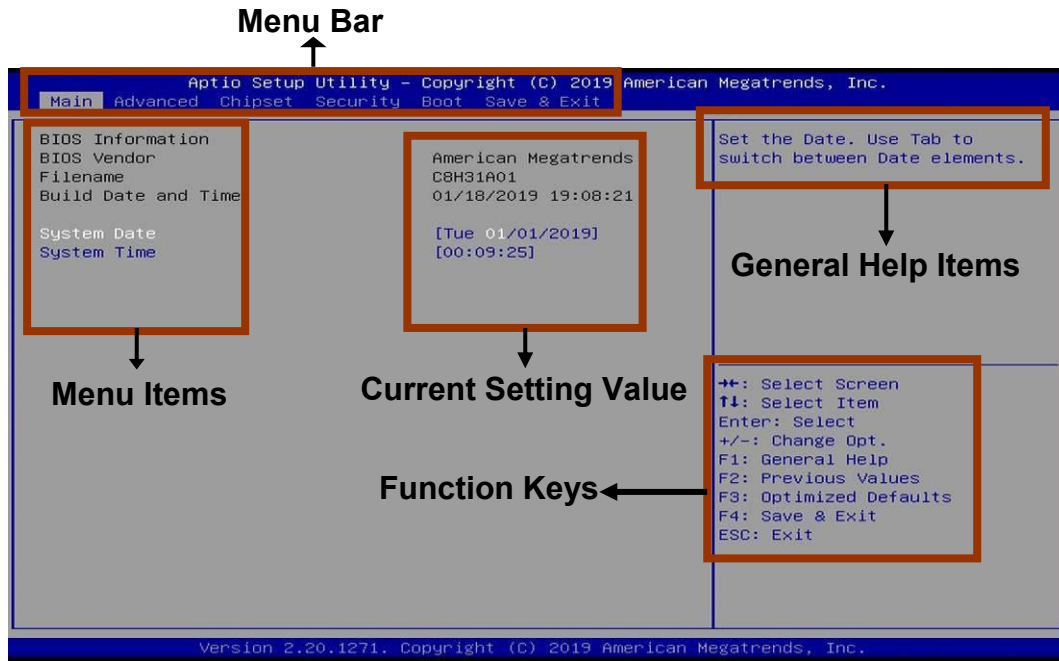 Menu Bar
Aptio Setup Utility – Copyright (C) 2019 American Megatrends, Inc.
Main Advanced Chipset Security Boot Save & Exit
BIOS Information
BIOS Vendor American Megatrends
Filename C8H31A01
Build Date and Time 01/18/2019 19:08:21
System Date [Tue 01/01/2019]
System Time [00:09:25]
Set the Date. Use Tab to
switch between Date elements.
General Help Items
Menu Items
Current Setting Value
→←: Select Screen
↑↓: Select Item
Enter: Select
+/-: Change Opt.
F1: General Help
F2: Previous Values
F3: Optimized Defaults
F4: Save & Exit
ESC: Exit
Function Keys
Version 2.20.1271. Copyright (C) 2019 American Megatrends, Inc.